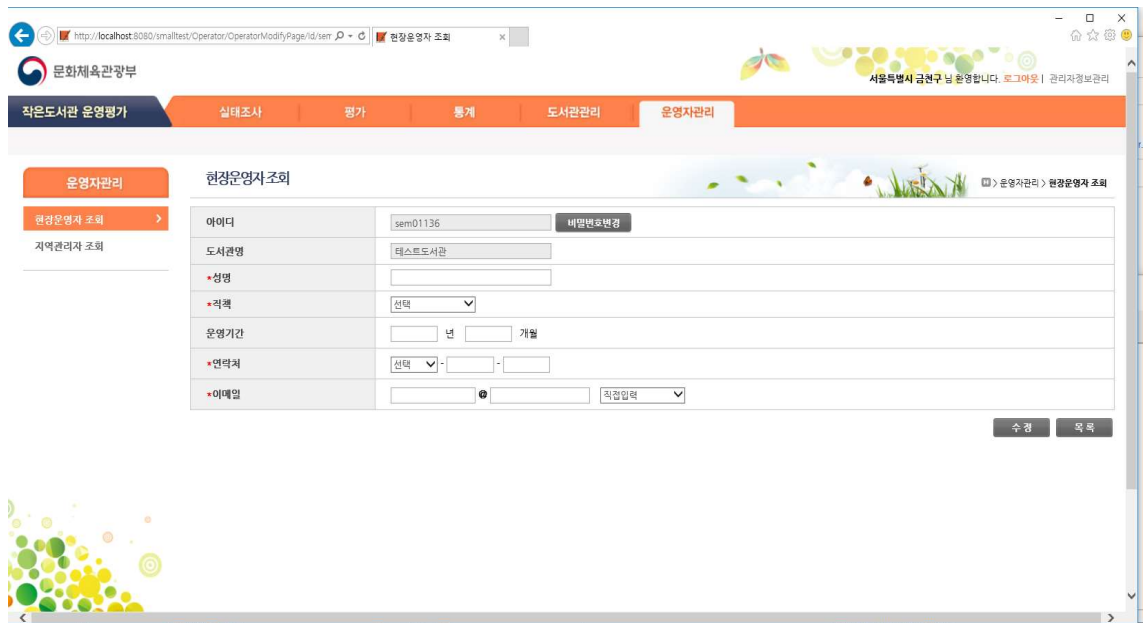 http://localhost:8080/smalltest/Operator/OperatorModifyPage/id/sem
현장운영자 조회
문화체육관광부
서울특별시 금천구 님 환영합니다. 로그아웃 | 관리자정보관리
작은도서관 운영평가
실태조사 평가 통계 도서관관리 운영자관리
운영자관리
현장운영자 조회
지역관리자 조회
현장운영자 조회
> 운영자관리 > 현장운영자 조회
아이디 sem01136 비밀번호변경
도서관명 테스트도서관
*성명
*직책 선택
운영기간 년 개월
*연락처 선택 - -
*이메일 @ 직접입력
수정 목록